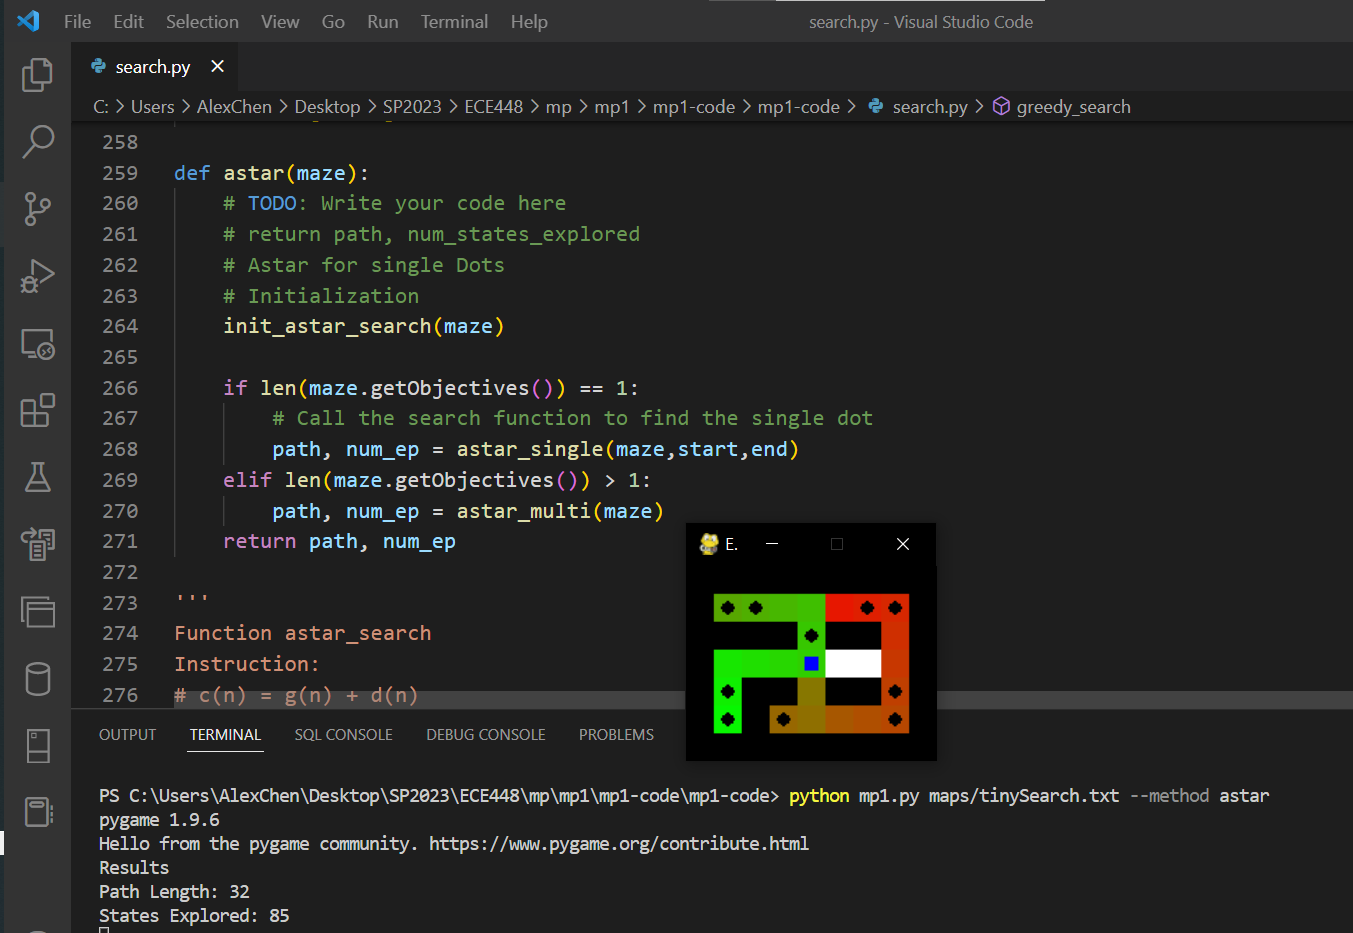 File Edit Selection View Go Run Terminal Help search.py - Visual Studio Code
search.py
C: > Users > AlexChen > Desktop > SP2023 > ECE448 > mp > mp1 > mp1-code > mp1-code > search.py > greedy_search
258
259 def astar(maze):
260 # TODO: Write your code here
261 # return path, num_states_explored
262 # Astar for single Dots
263 # Initialization
264 init_astar_search(maze)
265
266 if len(maze.getObjectives()) == 1:
267 # Call the search function to find the single dot
268 path, num_ep = astar_single(maze,start,end)
269 elif len(maze.getObjectives()) > 1:
270 path, num_ep = astar_multi(maze)
271 return path, num_ep
272
273 '''
274 Function astar_search
275 Instruction:
276 # c(n) = g(n) + d(n)
E.
OUTPUT TERMINAL SQL CONSOLE DEBUG CONSOLE PROBLEMS
PS C:\Users\AlexChen\Desktop\SP2023\ECE448\mp\mp1\mp1-code\mp1-code> python mp1.py maps/tinySearch.txt --method astar
pygame 1.9.6
Hello from the pygame community. https://www.pygame.org/contribute.html
Results
Path Length: 32
States Explored: 85